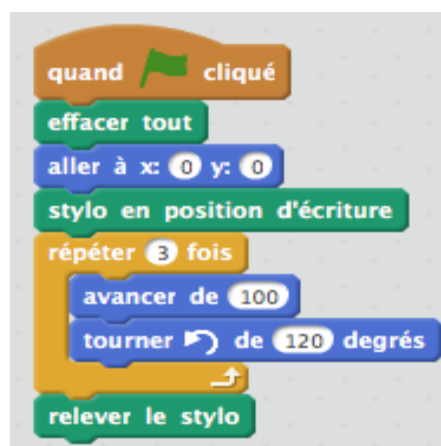 quand cliqué
effacer tout
aller à x: 0 y: 0
stylo en position d'écriture
répéter 3 fois
avancer de 100
tourner de 120 degrés
relever le stylo